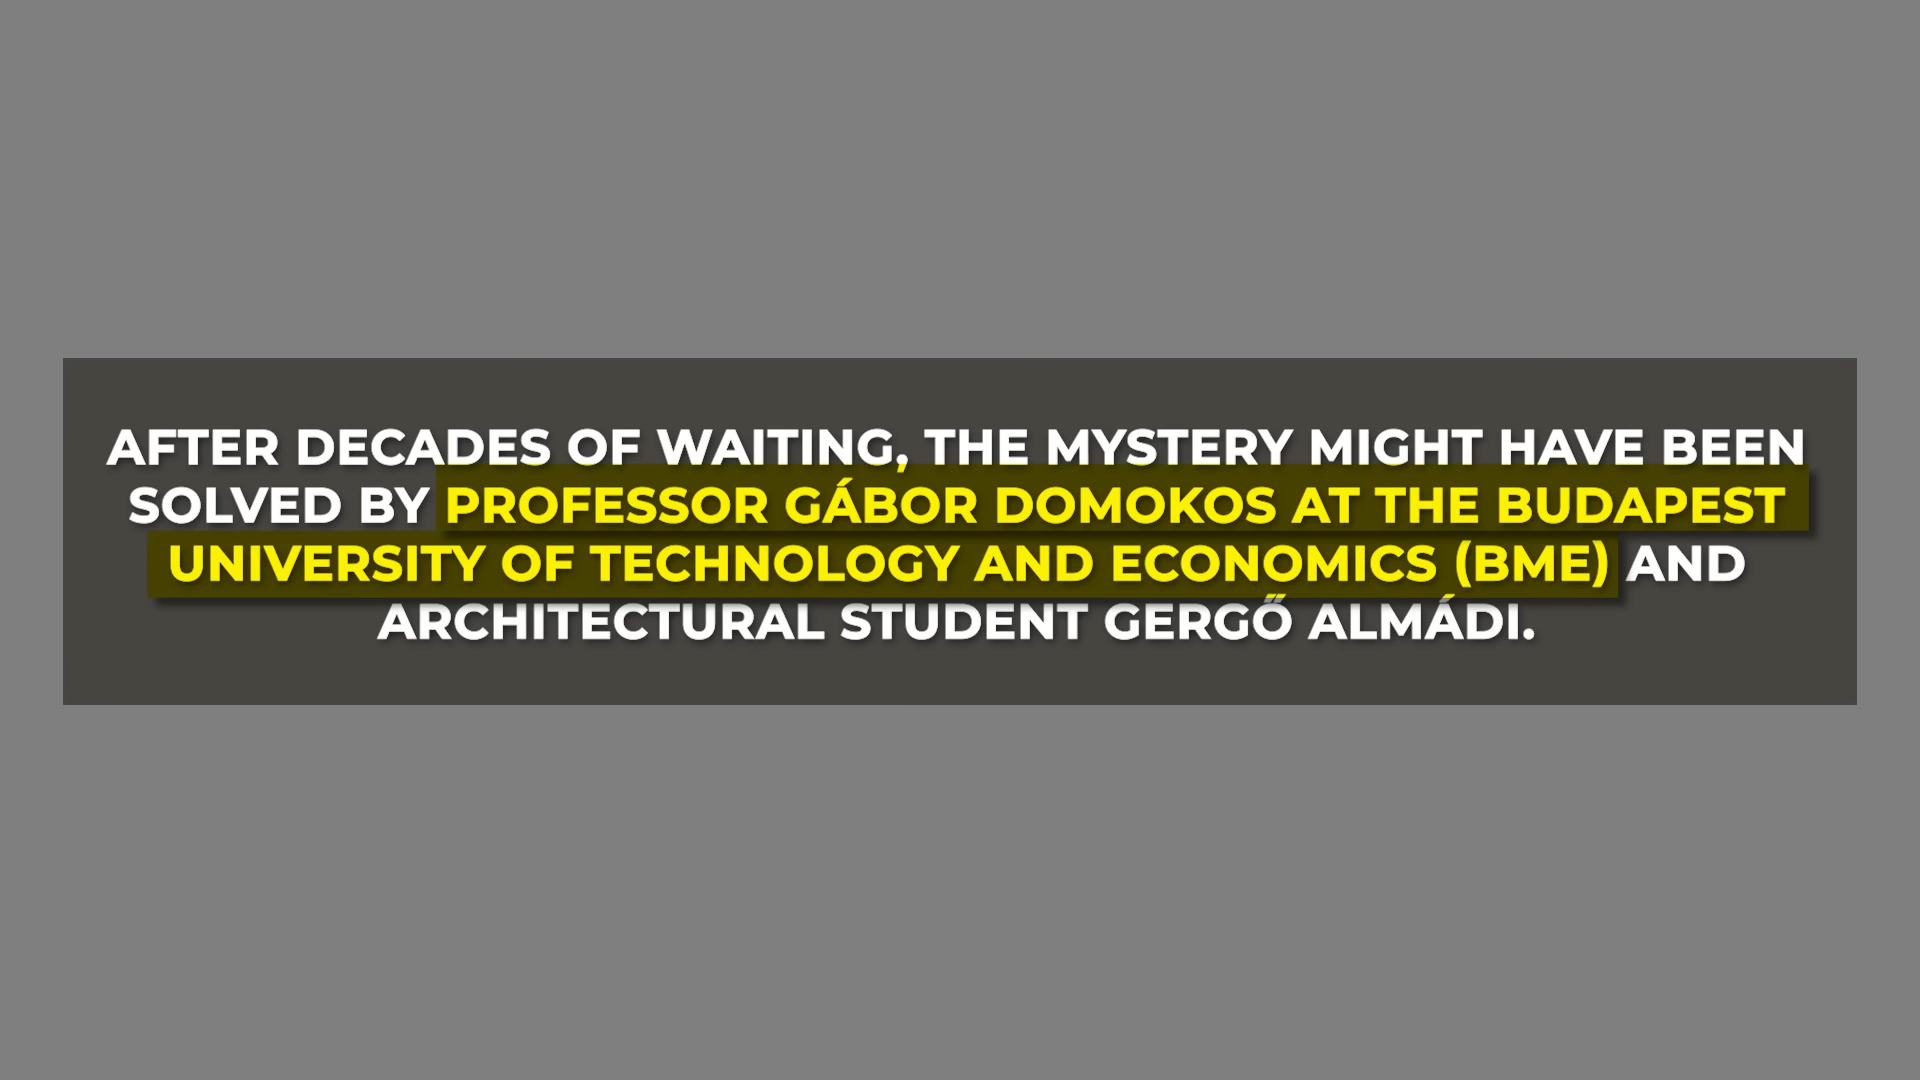 AFTER DECADES OF WAITING, THE MYSTERY MIGHT HAVE BEEN
SOLVED BY PROFESSOR GÁBOR DOMOKOS AT THE BUDAPEST
UNIVERSITY OF TECHNOLOGY AND ECONOMICS (BME) AND
ARCHITECTURAL STUDENT GERGŐ ALMÁDI.